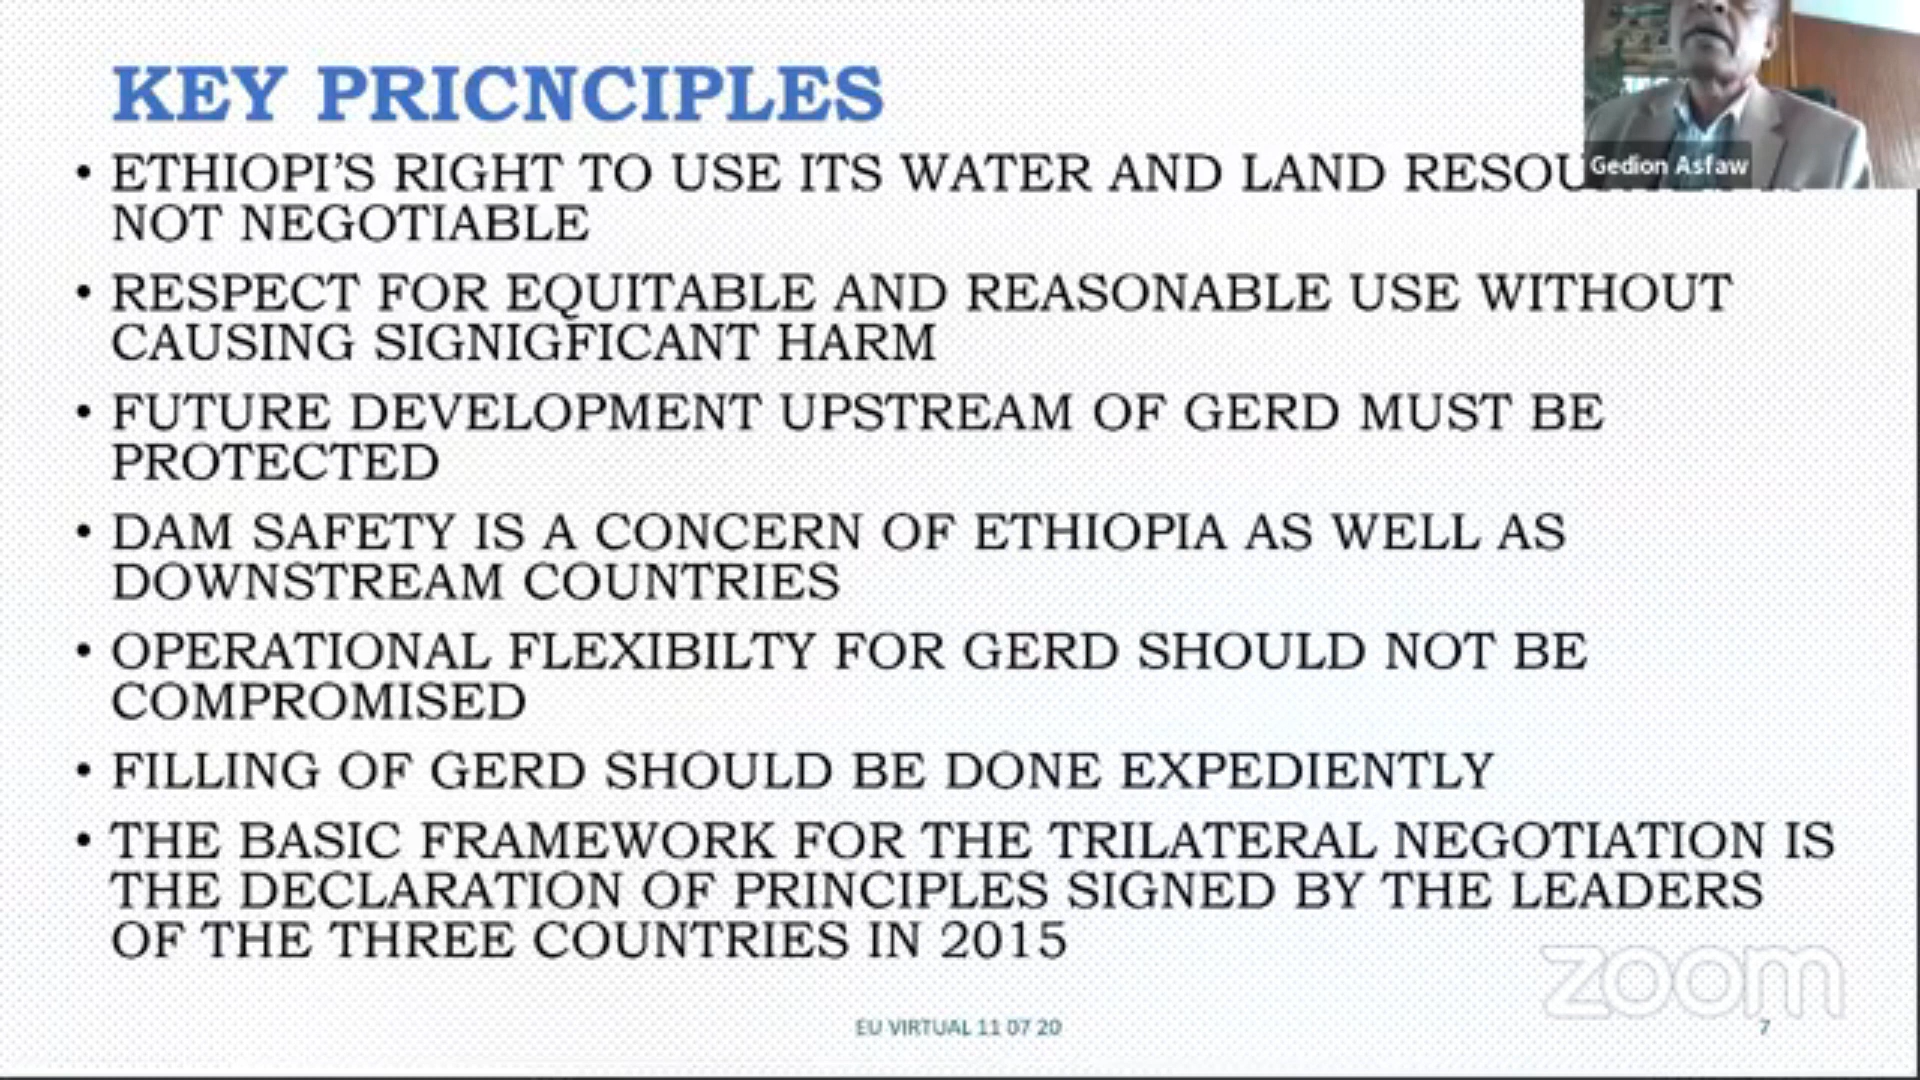 KEY PRICNCIPLES
• ETHIOPI'S RIGHT TO USE ITS WATER AND LAND
NOT NEGOTIABLE
• RESPECT FOR EQUITABLE AND REASONABLE USE WITHOUT
CAUSING SIGNIGFICANT HARM
• FUTURE DEVELOPMENT UPSTREAM OF GERD MUST BE
PROTECTED
• DAM SAFETY IS A CONCERN OF ETHIOPIA AS WELL AS
DOWNSTREAM COUNTRIES
• OPERATIONAL FLEXIBILTY FOR GERD SHOULD NOT BE
COMPROMISED
• FILLING OF GERD SHOULD BE DONE EXPEDIENTLY
• THE BASIC FRAMEWORK FOR THE TRILATERAL NEGOTIATION IS
THE DECLARATION OF PRINCIPLES SIGNED BY THE LEADERS
OF THE THREE COUNTRIES IN 2015
Gedion Asfaw
zoom
EU VIRTUAL 11 07 20
7